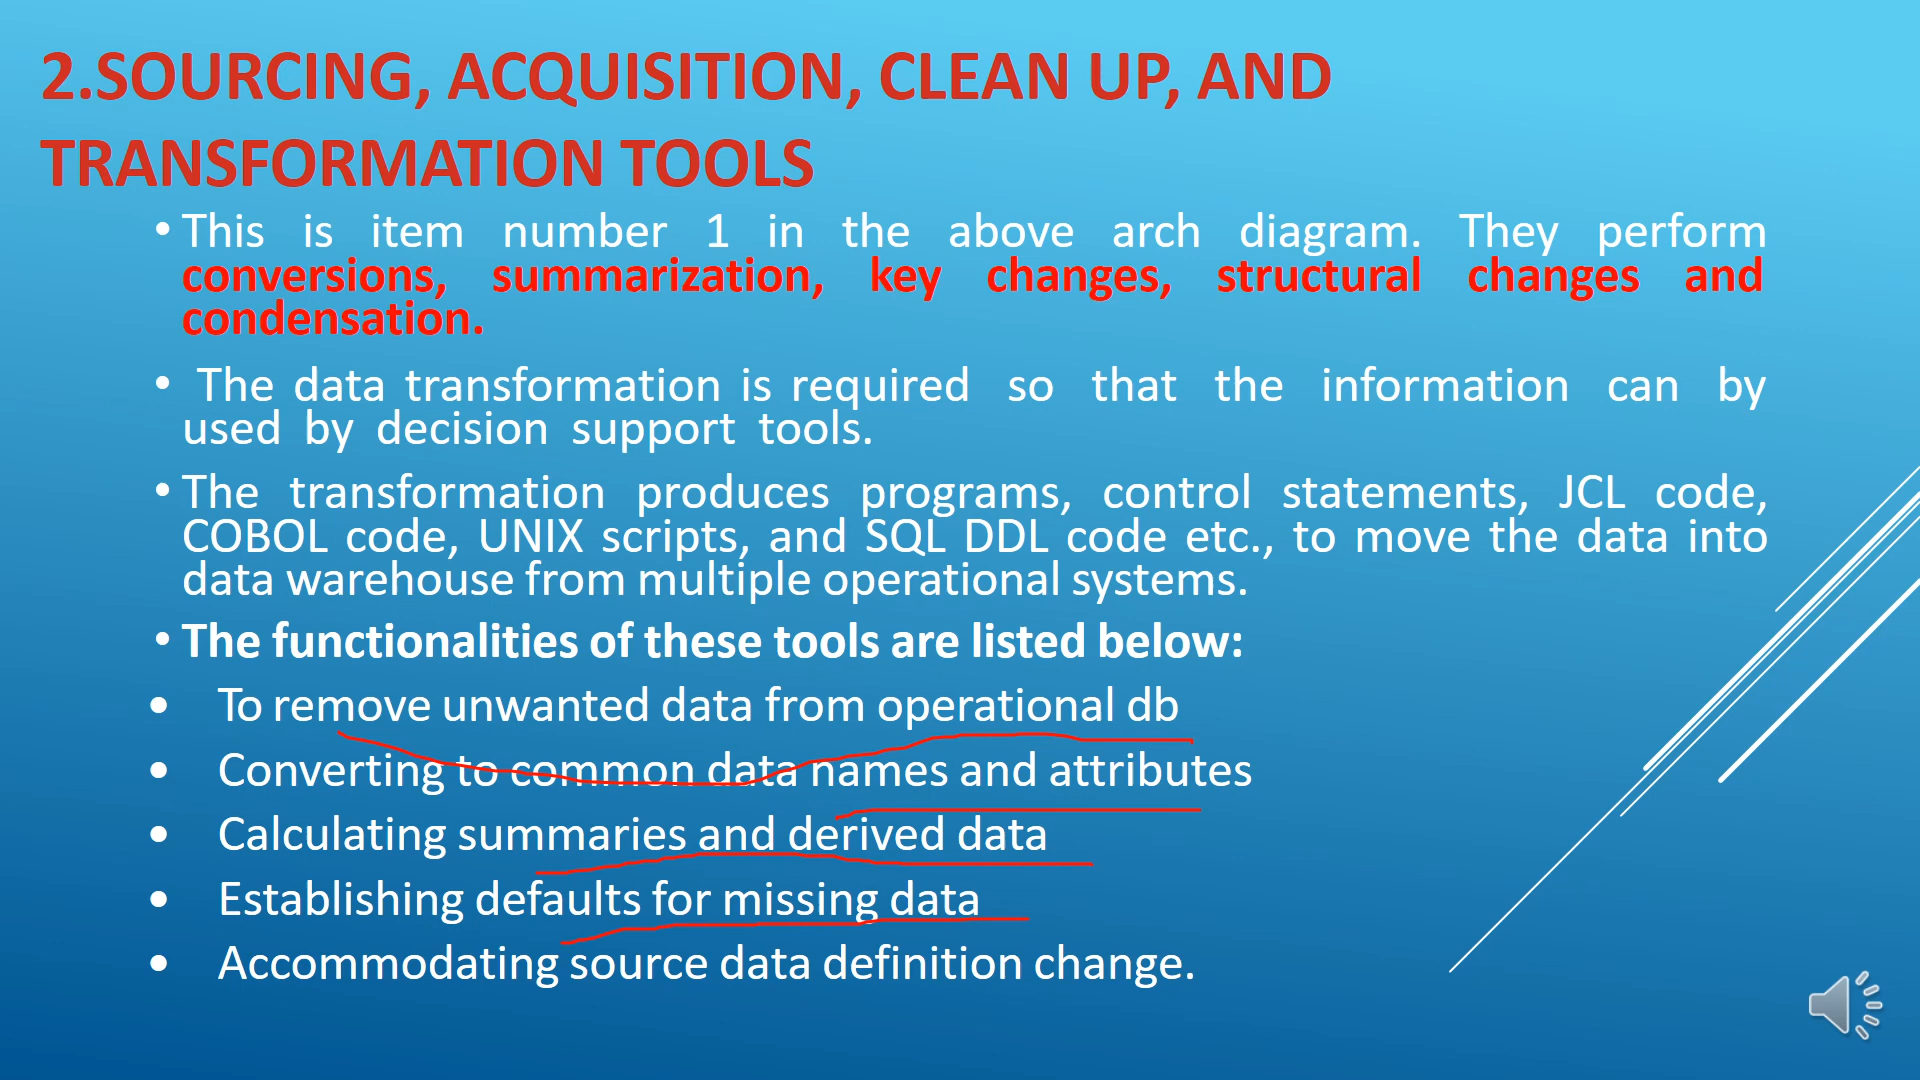 2.SOURCING, ACQUISITION, CLEAN UP, AND
TRANSFORMATION TOOLS
• This is item number 1 in the above arch diagram. They perform
conversions, summarization, key changes, structural changes and
condensation.
• The data transformation is required so that the information can by
used by decision support tools.
• The transformation produces programs, control statements, JCL code,
COBOL code, UNIX scripts, and SQL DDL code etc., to move the data into
data warehouse from multiple operational systems.
• The functionalities of these tools are listed below:
• To remove unwanted data from operational db
• Converting to common data names and attributes
• Calculating summaries and derived data
• Establishing defaults for missing data
• Accommodating source data definition change.